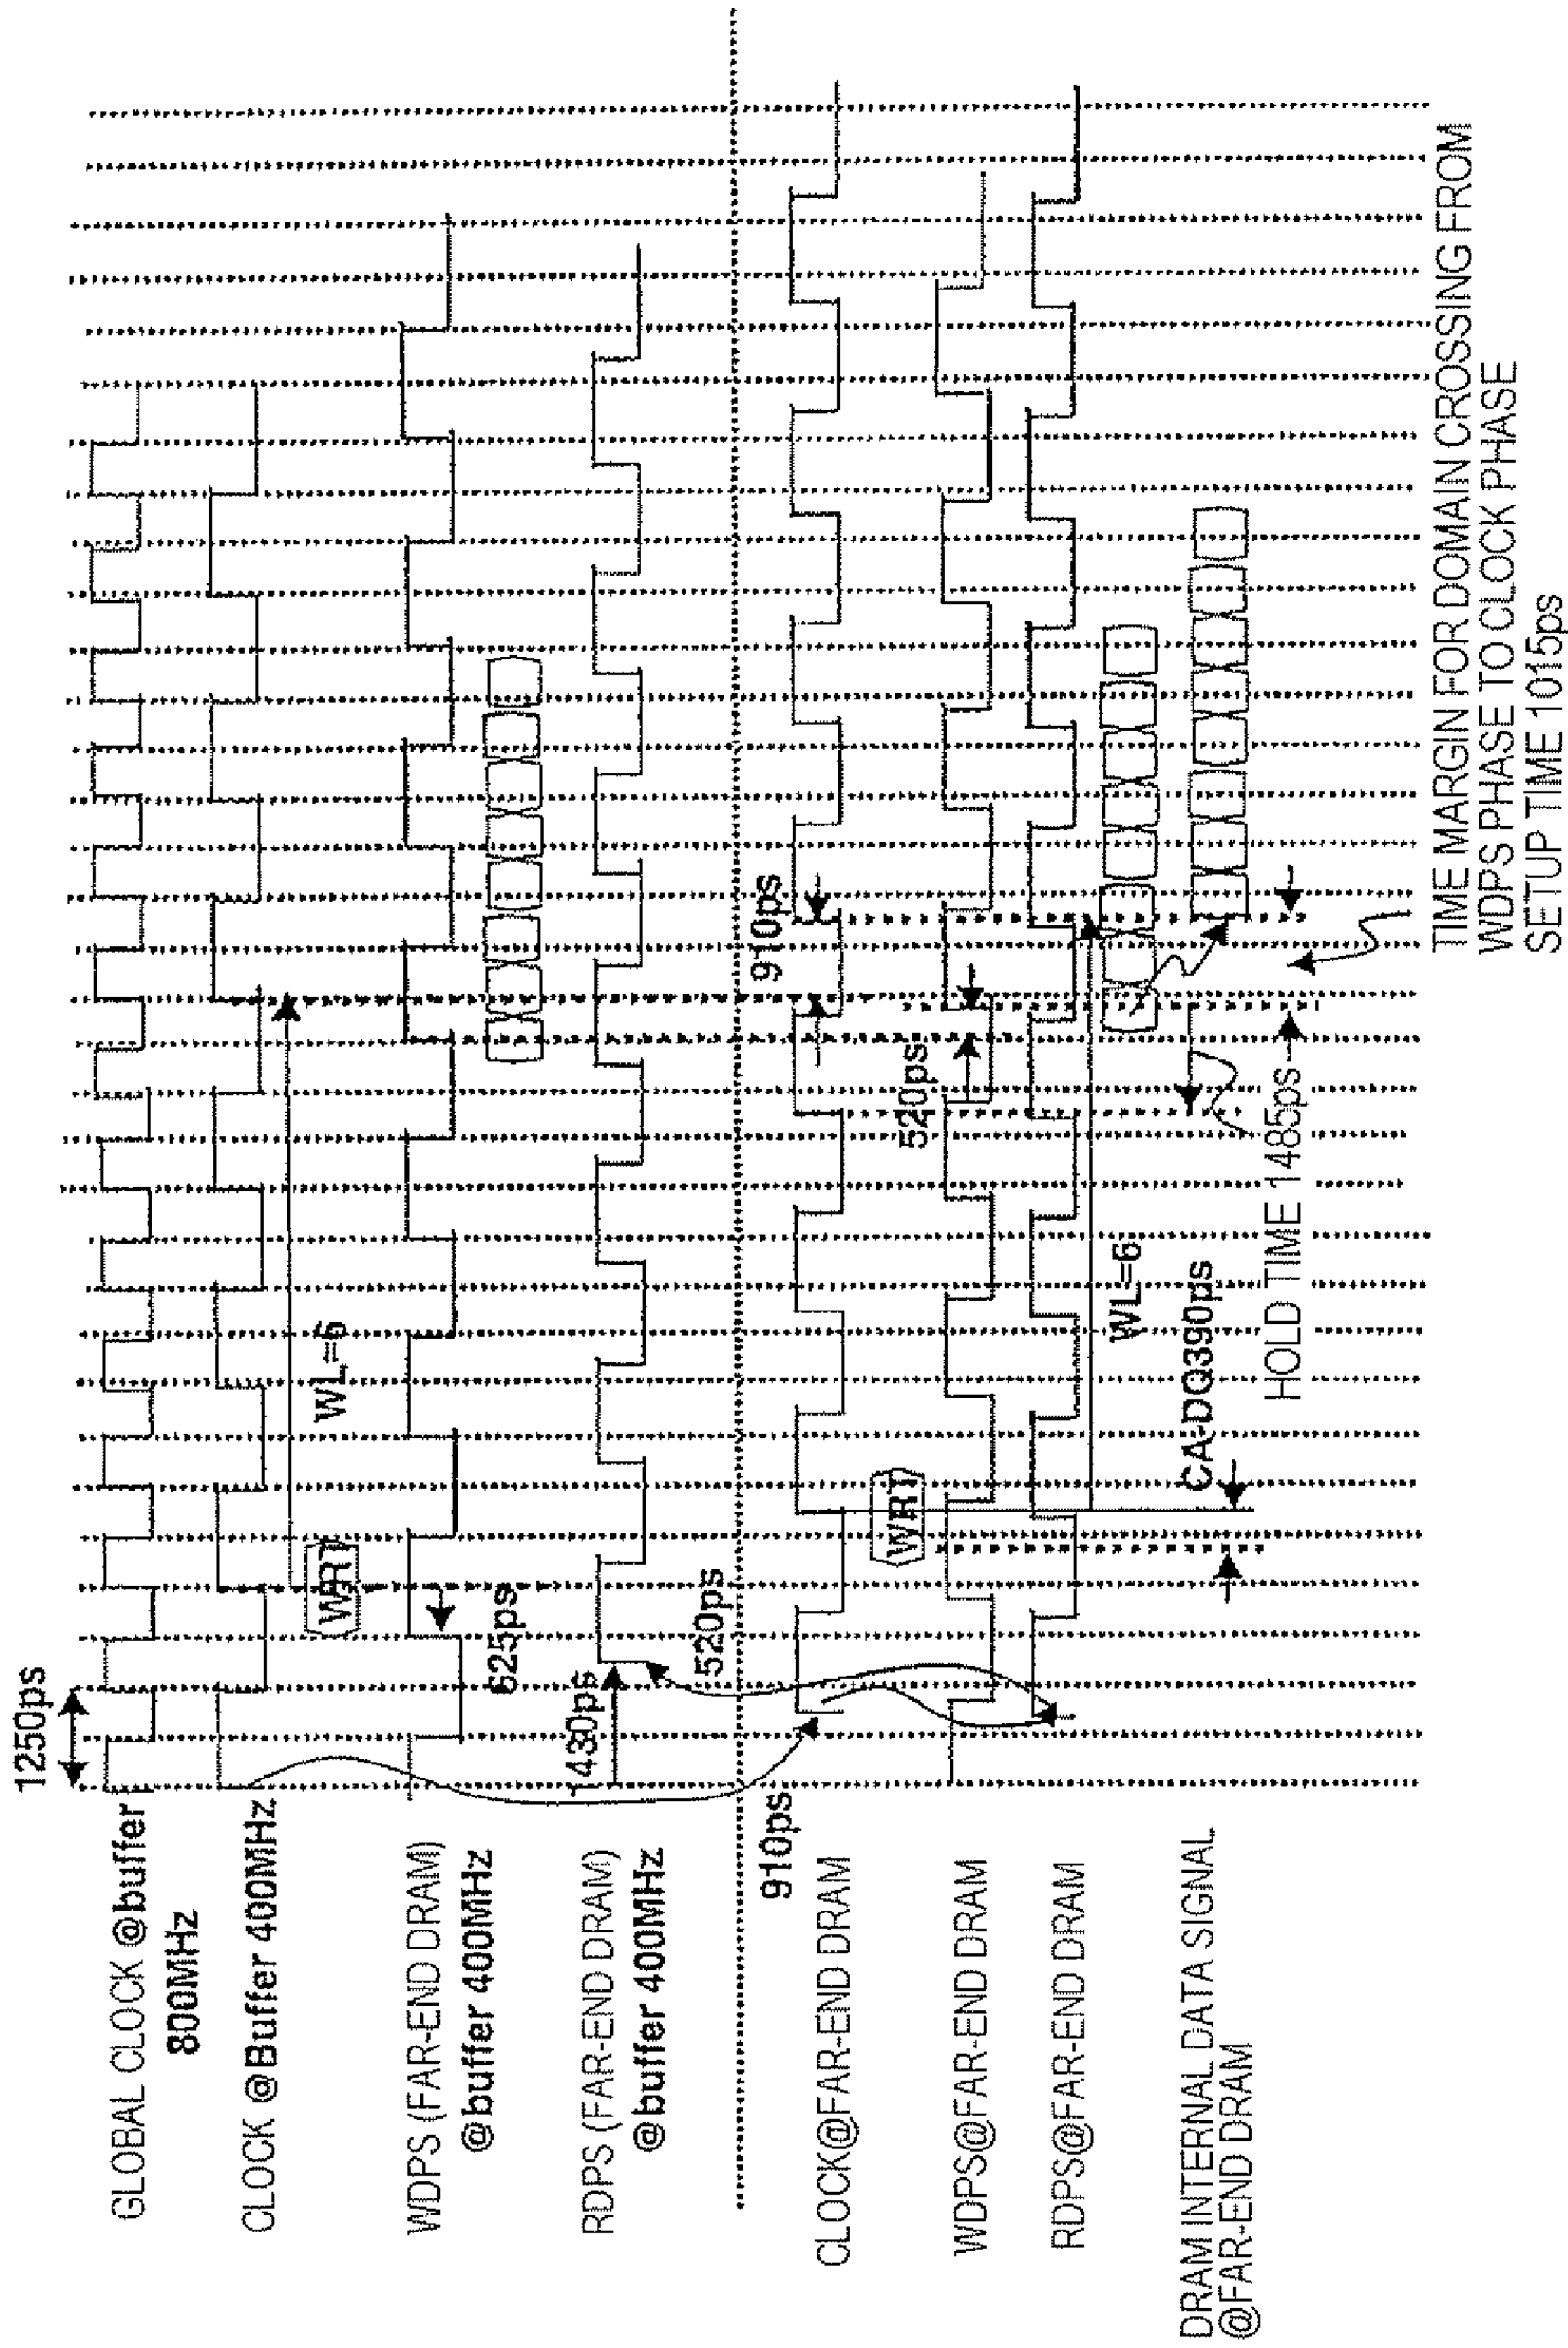 1250ps
GLOBAL CLOCK @buffer
800MHz
CLOCK @Buffer 400MHz
WL=6
WRT
WDPS (FAR-END DRAM)
@buffer 400MHz
625ps
RDPS (FAR-END DRAM)
@buffer 400MHz
1430ps
520ps
910ps
910ps
CLOCK@FAR-END DRAM
WRT
520ps
WDPS@FAR-END DRAM
RDPS@FAR-END DRAM
WL=6
CA-DQ390ps
DRAM INTERNAL DATA SIGNAL
@FAR-END DRAM
HOLD TIME 1485ps
TIME MARGIN FOR DOMAIN CROSSING FROM
WDPS PHASE TO CLOCK PHASE
SETUP TIME 1015ps